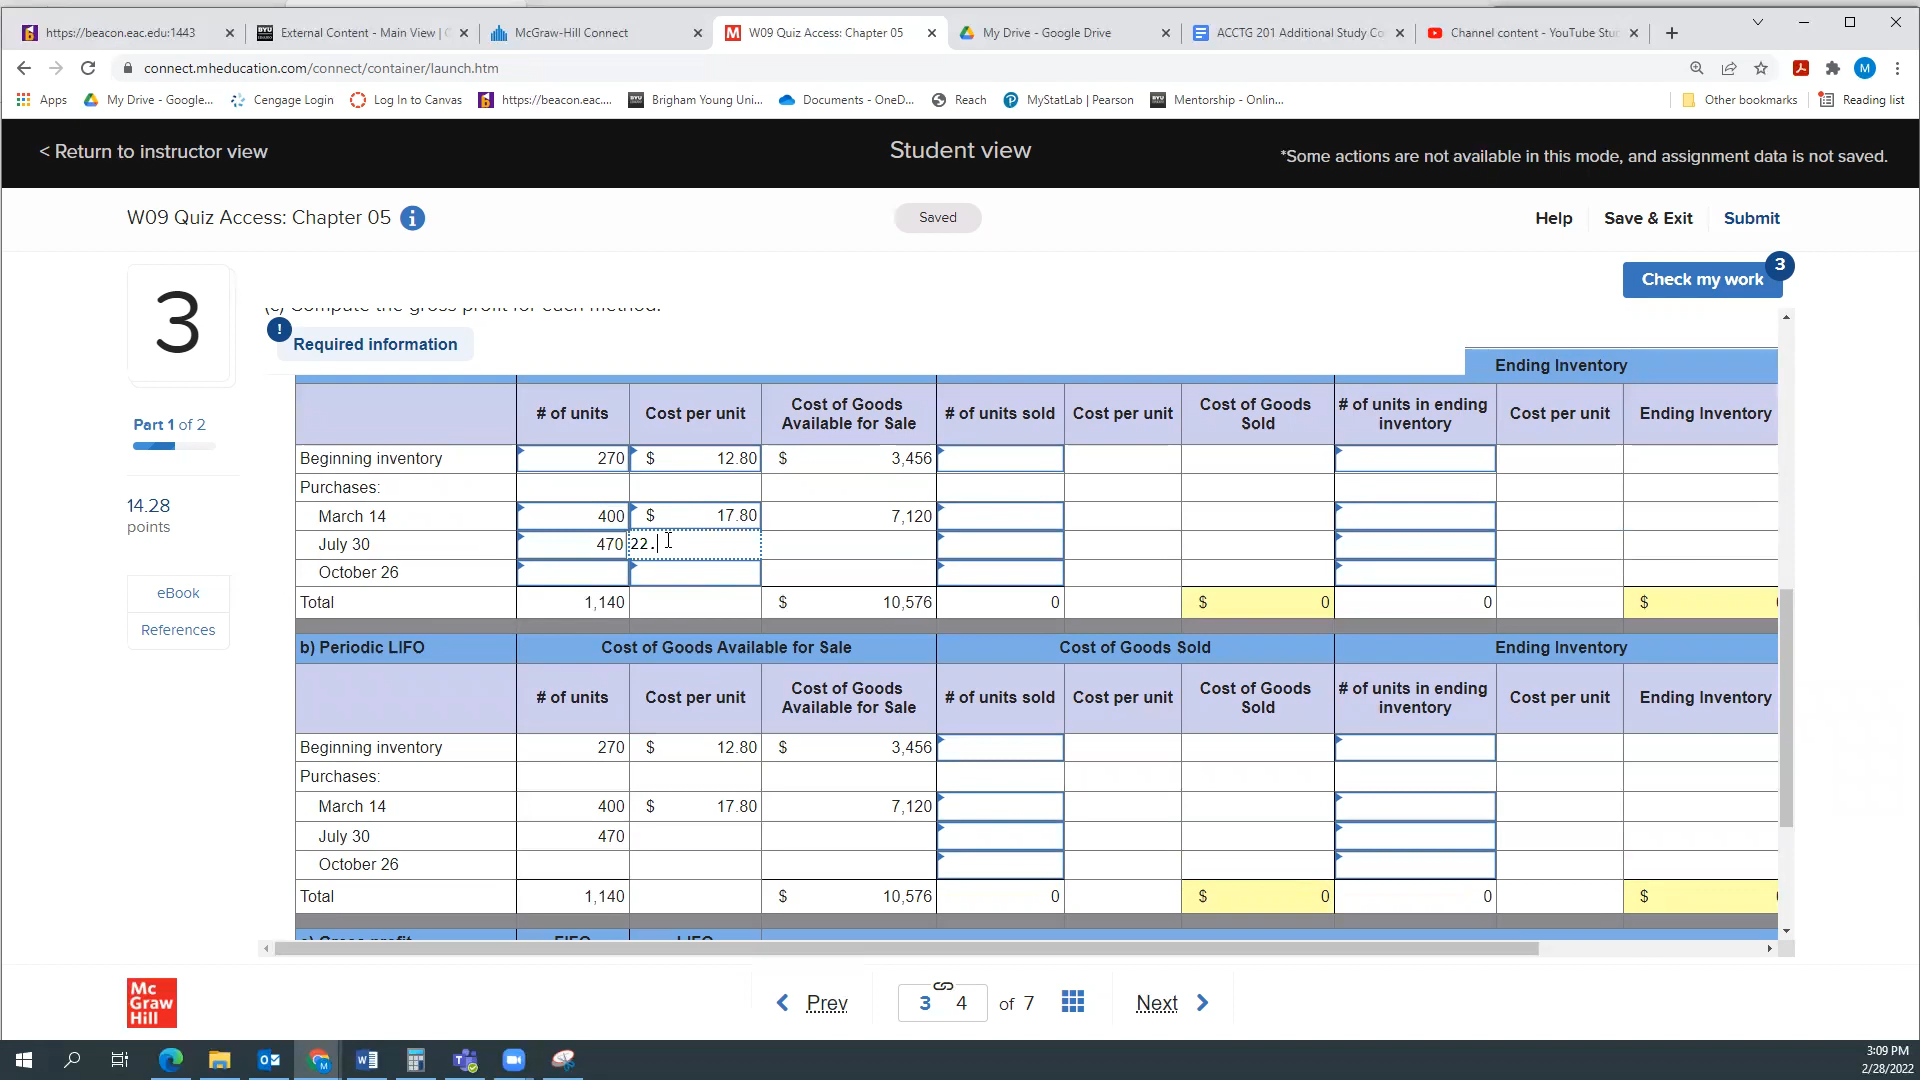 https://beacon.eac.edu:1443
External Content - Main View |
McGraw-Hill Connect
W09 Quiz Access: Chapter 05
My Drive - Google Drive
ACCTG 201 Additional Study Co
Channel content - YouTube Stu
connect.mheducation.com/connect/container/launch.htm
M
Apps
My Drive - Google...
Cengage Login
Log In to Canvas
https://beacon.eac....
Brigham Young Uni...
Documents - OneD...
Reach
MyStatLab | Pearson
Mentorship - Onlin...
Other bookmarks
Reading list
< Return to instructor view
Student view
*Some actions are not available in this mode, and assignment data is not saved.
W09 Quiz Access: Chapter 05
Saved
Help
Save & Exit
Submit
3
Check my work
3
Part 1 of 2
14.28
points
eBook
References
(c) Compute the gross profit for each method.
!
Required information
Ending Inventory
# of units Cost per unit Cost of Goods Available for Sale # of units sold Cost per unit Cost of Goods Sold # of units in ending inventory Cost per unit Ending Inventory
Beginning inventory 270 $ 12.80 $ 3,456
Purchases:
March 14 400 $ 17.80 7,120
July 30 470 22.
October 26
Total 1,140 $ 10,576 0 $ 0 0 $
b) Periodic LIFO Cost of Goods Available for Sale Cost of Goods Sold Ending Inventory
# of units Cost per unit Cost of Goods Available for Sale # of units sold Cost per unit Cost of Goods Sold # of units in ending inventory Cost per unit Ending Inventory
Beginning inventory 270 $ 12.80 $ 3,456
Purchases:
March 14 400 $ 17.80 7,120
July 30 470
October 26
Total 1,140 $ 10,576 0 $ 0 0 $
c) Gross profit FIFO LIFO
Mc
Graw
Hill
Prev
3 4 of 7
Next
3:09 PM
2/28/2022